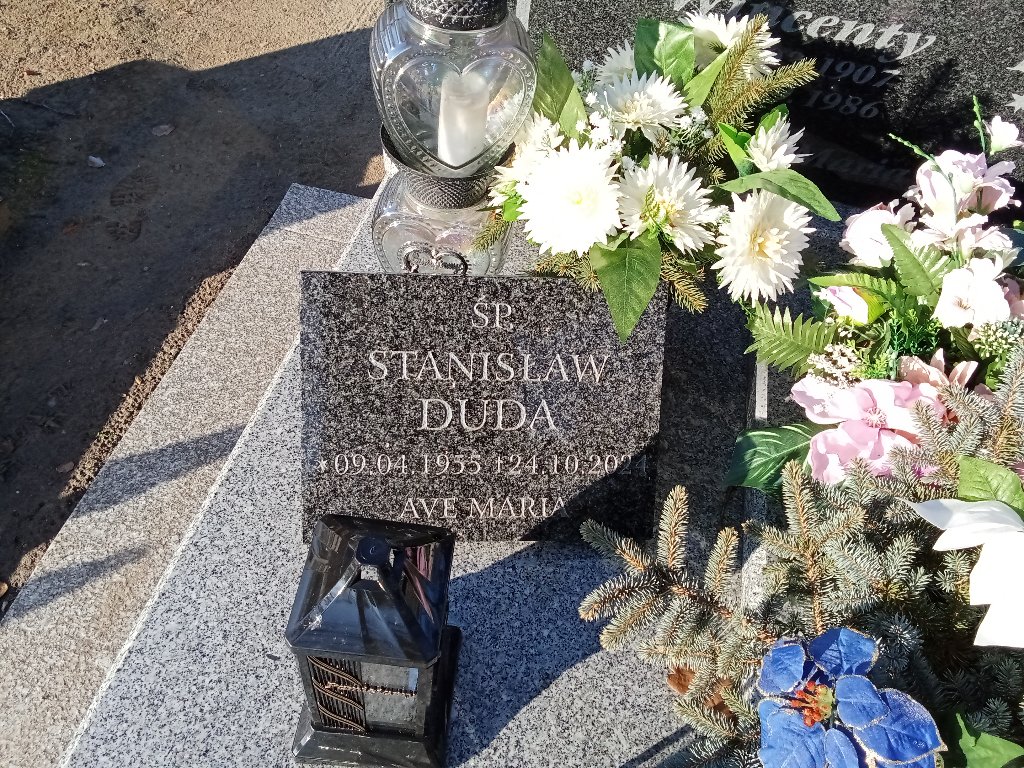 Wincenty
1907
1986
ŚP.
STANISŁAW
DUDA
*09.04.1955 †24.10.2024
AVE MARIA